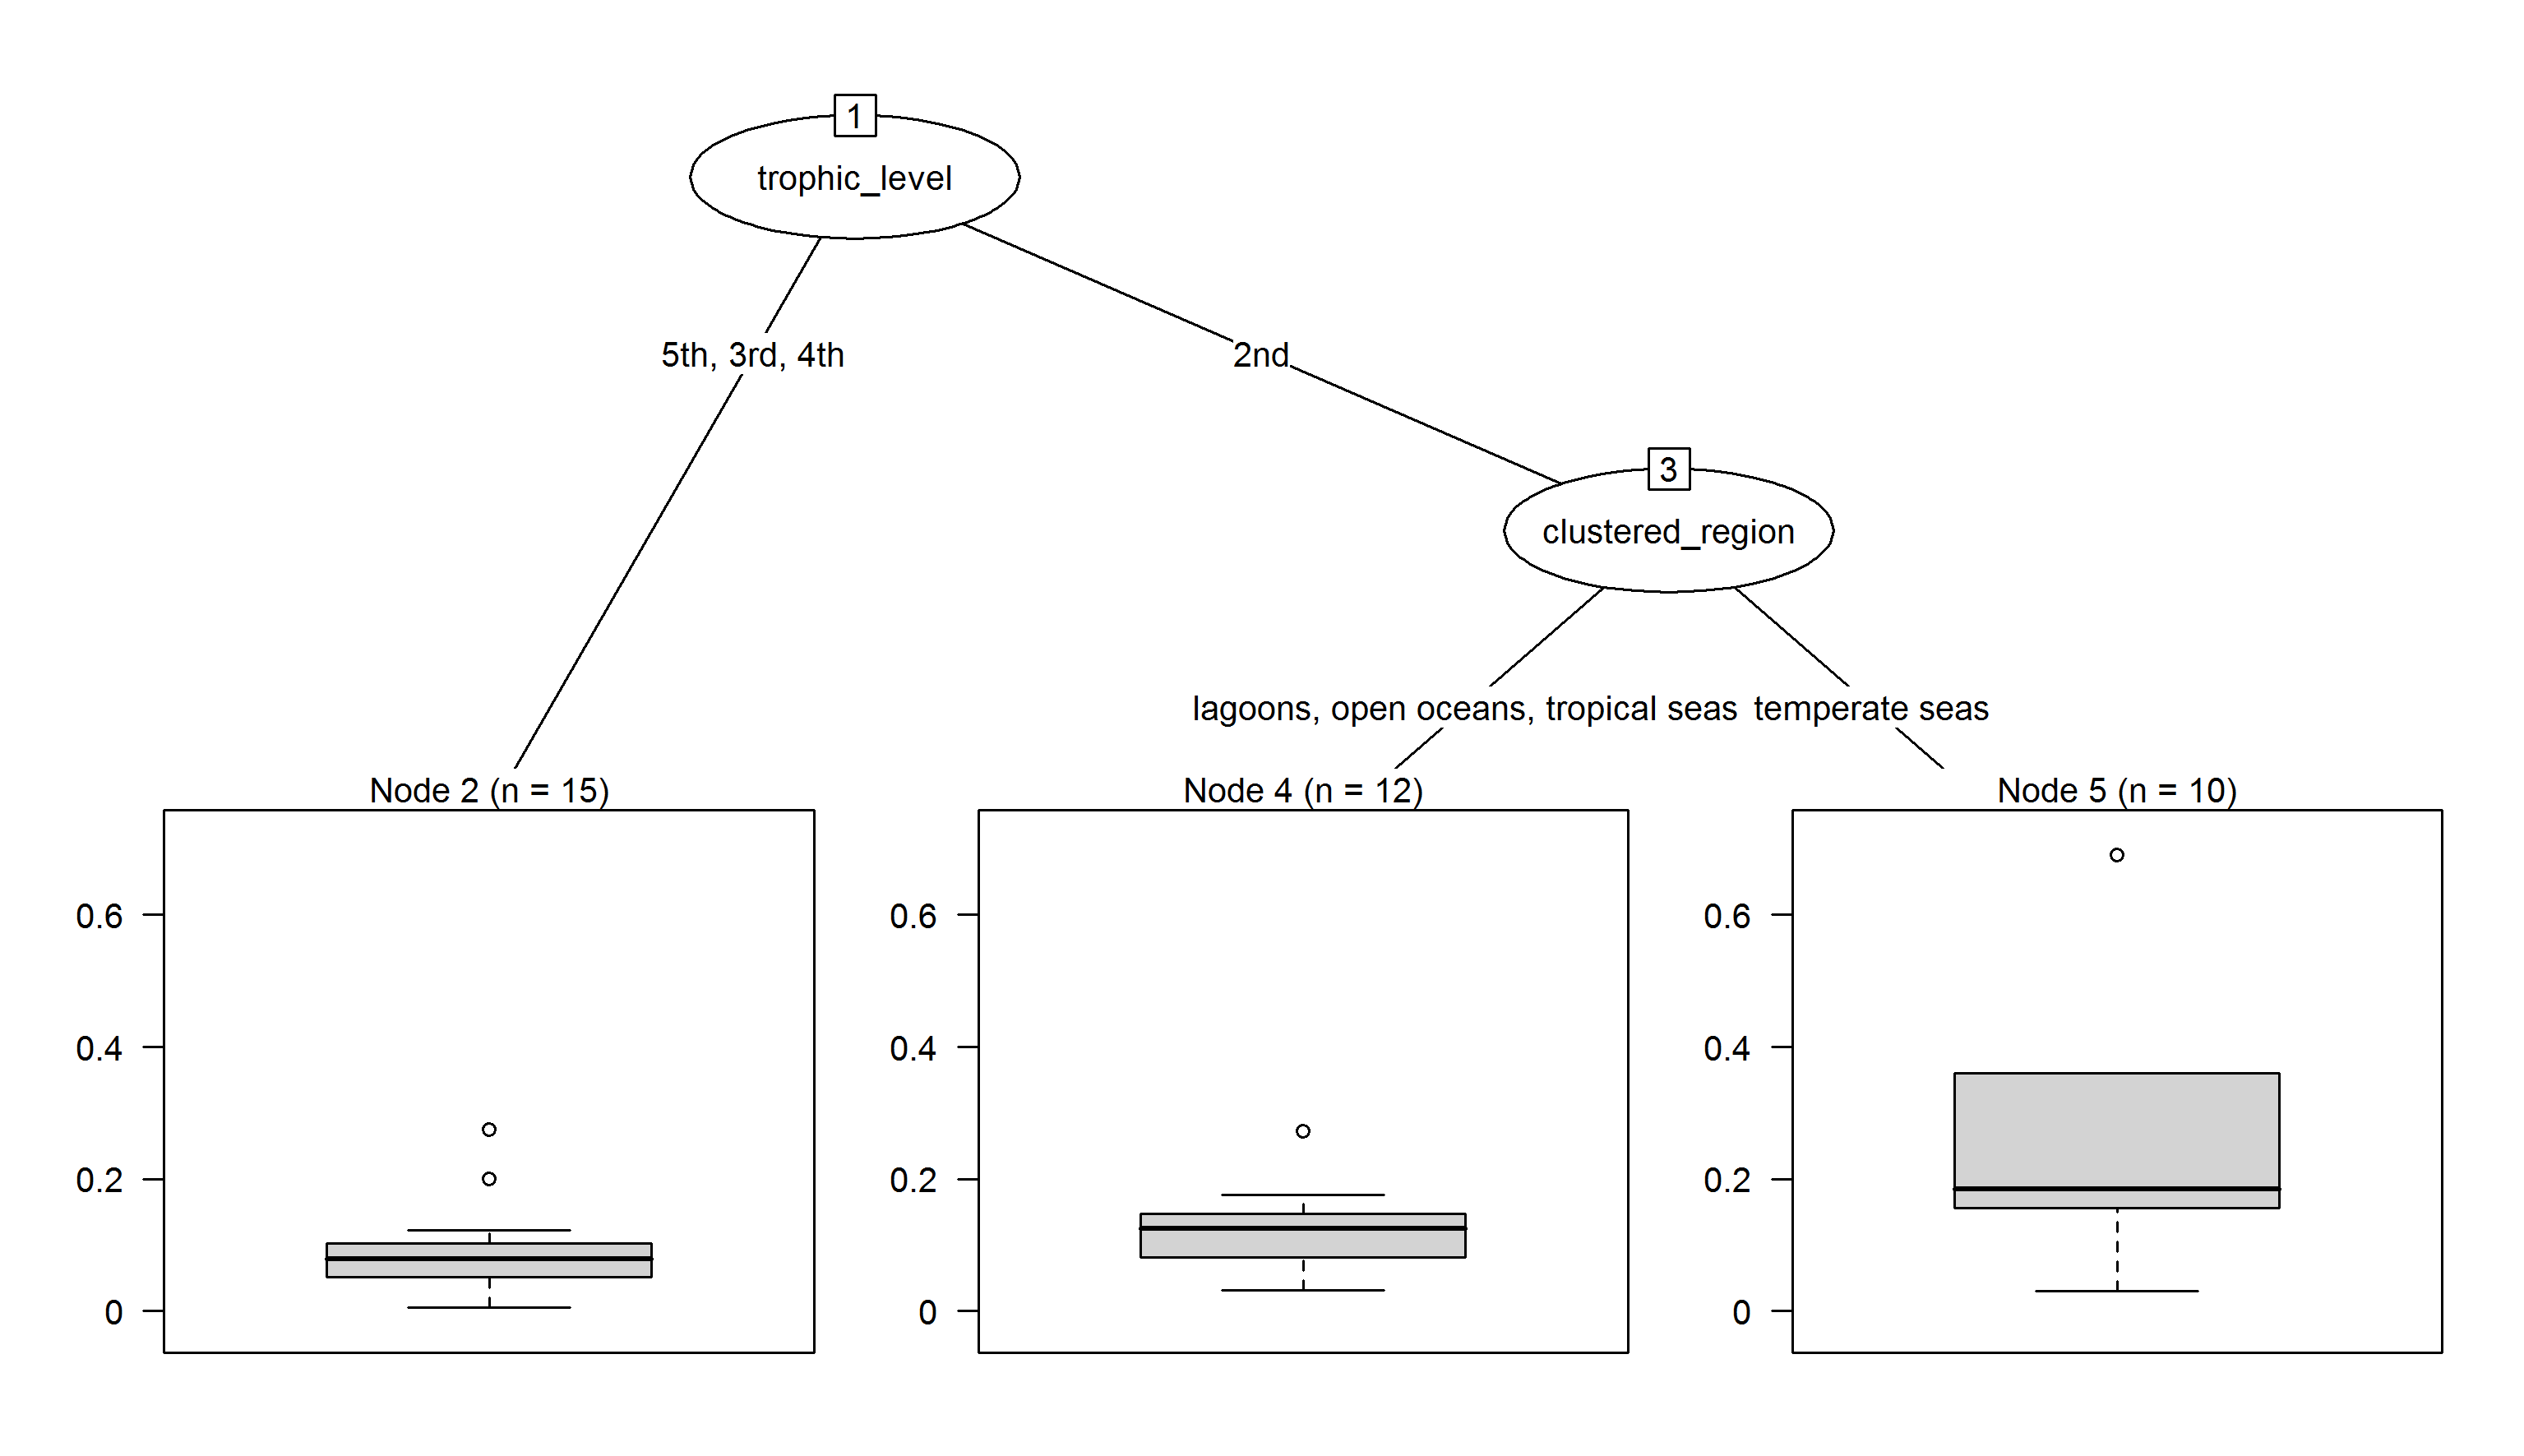 1
trophic_level
5th, 3rd, 4th
2nd
3
clustered_region
lagoons, open oceans, tropical seas
temperate seas
Node 2 (n = 15)
0.6
0.4
0.2
0
Node 4 (n = 12)
0.6
0.4
0.2
0
Node 5 (n = 10)
0.6
0.4
0.2
0